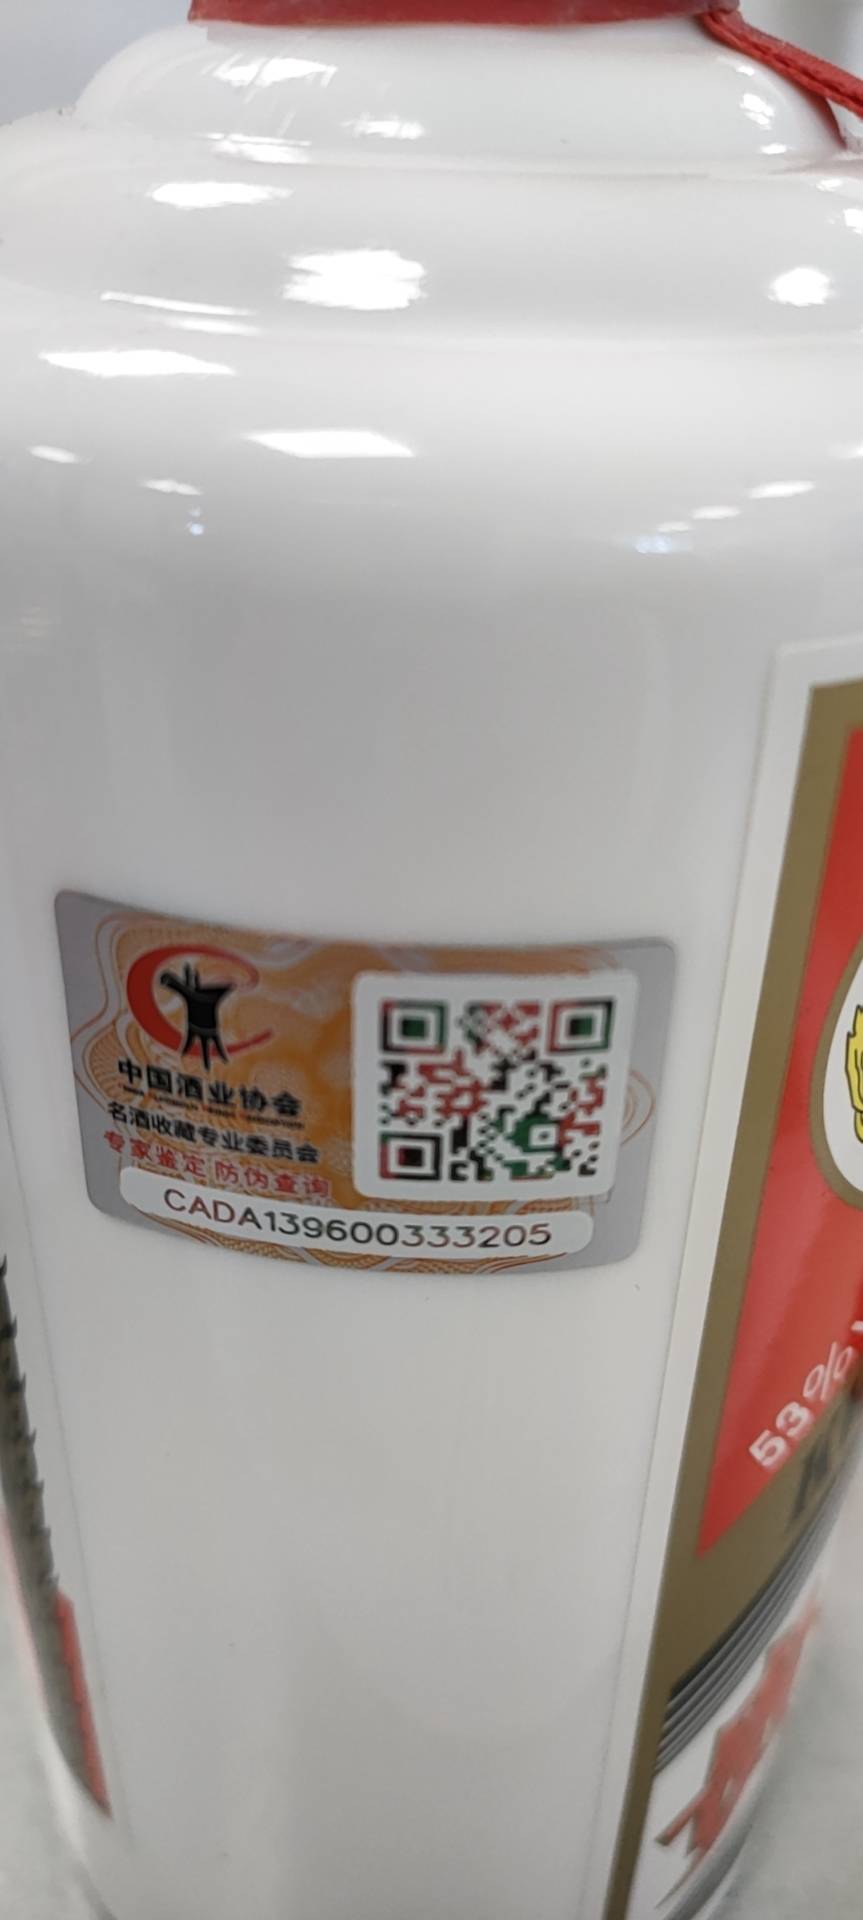 中国酒业协会
名酒收藏专业委员会
专家鉴定 防伪查询
CADA139600333205
53%